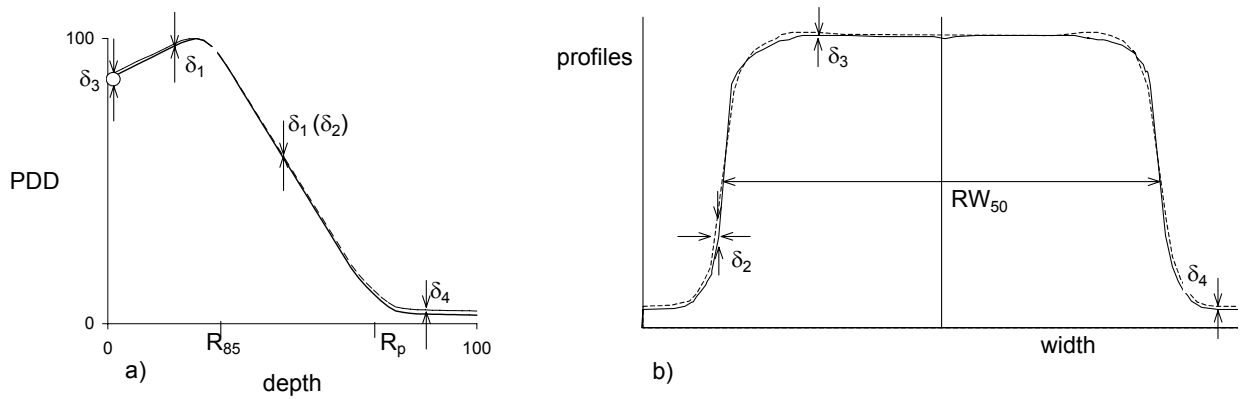 100
δ3
δ1
δ1 (δ2)
PDD
δ4
0
0
R85
Rp
100
a)
depth
profiles
δ3
RW50
δ2
δ4
width
b)